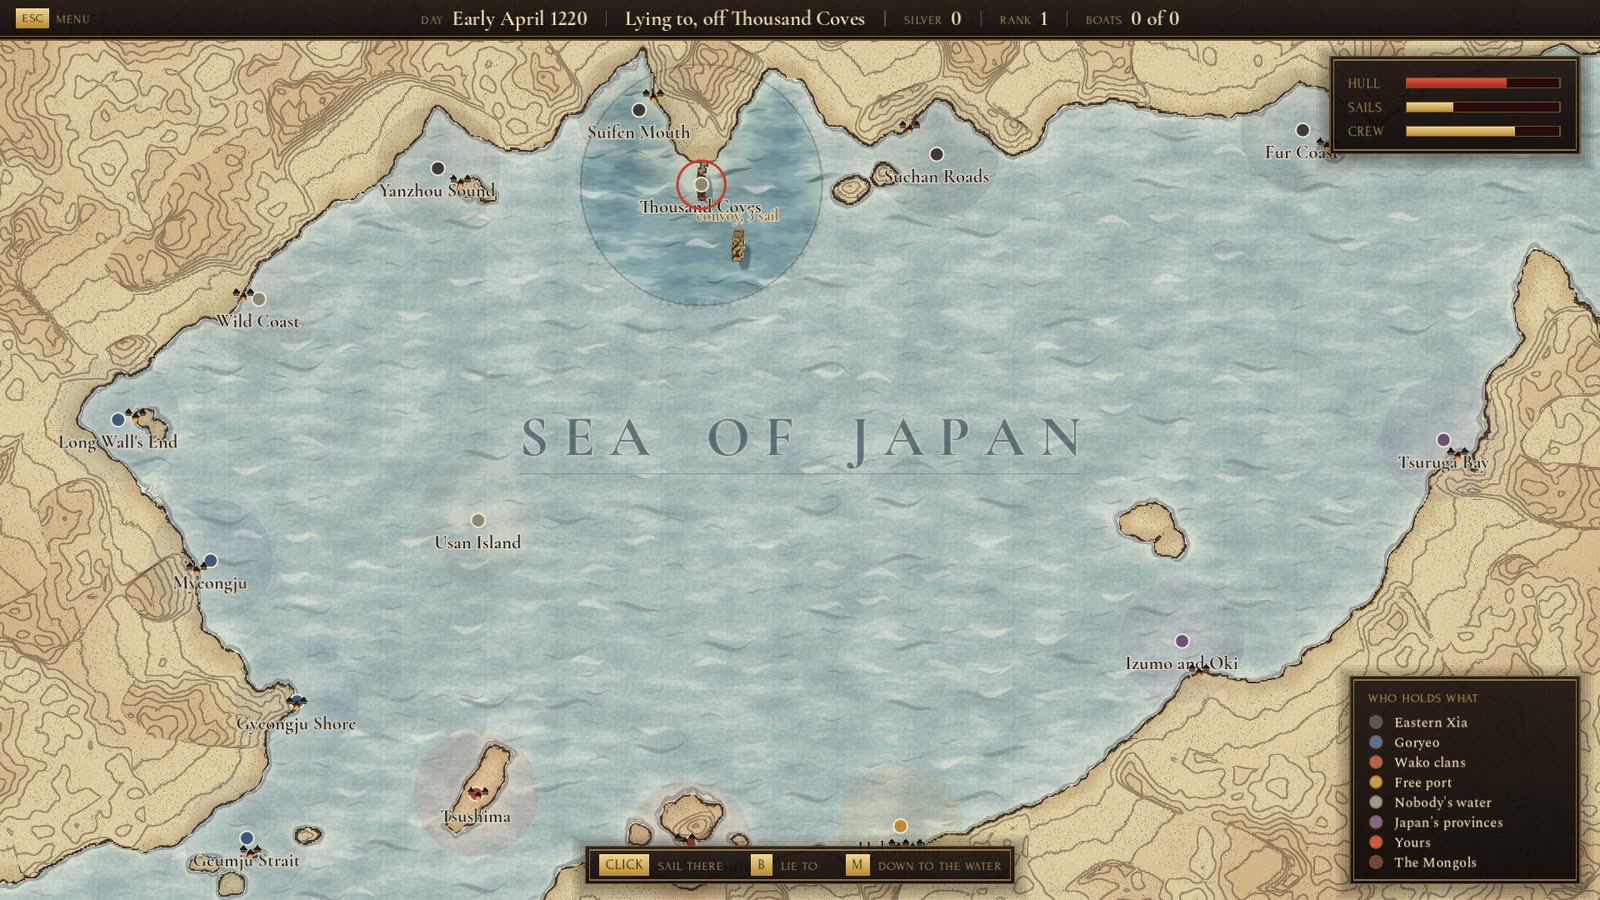 ESC MENU
DAY Early April 1220
Lying to, off Thousand Coves
SILVER 0
RANK 1
BOATS 0 of 0
HULL
SAILS
CREW
Suifen Mouth
Yanzhou Sound
Suchan Roads
Fur Coast
Thousand Coves
convoy, 3 sail
Wild Coast
SEA OF JAPAN
Long Wall's End
Tsuruga Bay
Usan Island
Myeongju
Izumo and Oki
Gyeongju Shore
Tsushima
Geumju Strait
CLICK SAIL THERE
B LIE TO
M DOWN TO THE WATER
WHO HOLDS WHAT
Eastern Xia
Goryeo
Wako clans
Free port
Nobody's water
Japan's provinces
Yours
The Mongols